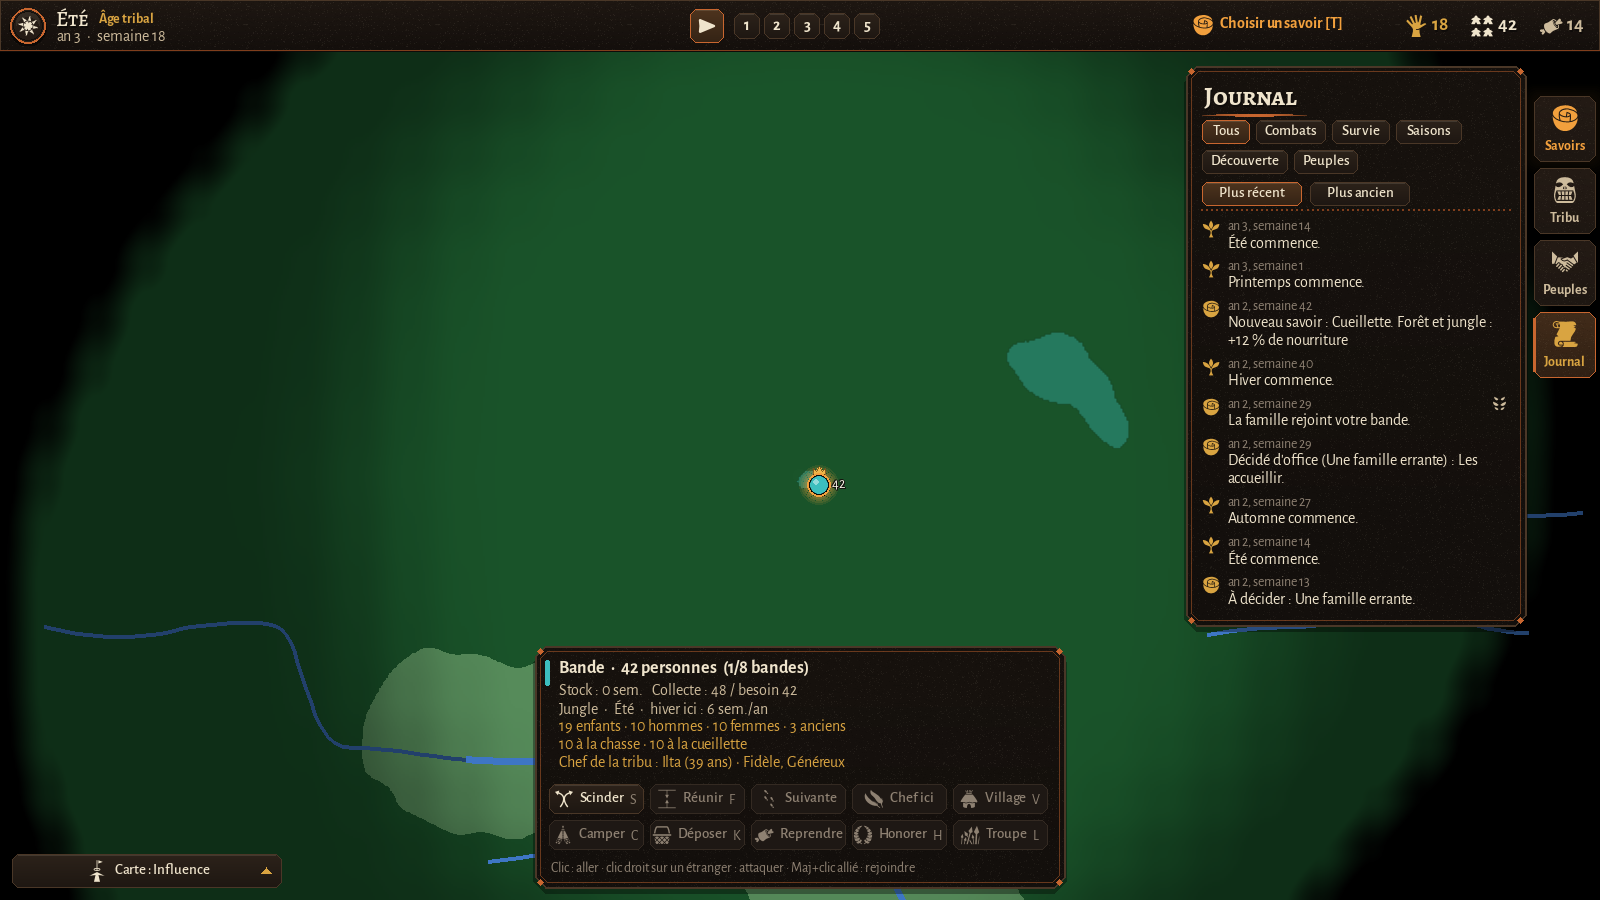 Été Âge tribal
an 3 · semaine 18
1 2 3 4 5
Choisir un savoir [T]
18 42 14
Journal
Tous Combats Survie Saisons
Découverte Peuples
Plus récent Plus ancien
an 3, semaine 14
Été commence.
an 3, semaine 1
Printemps commence.
an 2, semaine 42
Nouveau savoir : Cueillette. Forêt et jungle :
+12 % de nourriture
an 2, semaine 40
Hiver commence.
an 2, semaine 29
La famille rejoint votre bande.
an 2, semaine 29
Décidé d'office (Une famille errante) : Les
accueillir.
an 2, semaine 27
Automne commence.
an 2, semaine 14
Été commence.
an 2, semaine 13
À décider : Une famille errante.
Savoirs
Tribu
Peuples
Journal
42
Bande · 42 personnes (1/8 bandes)
Stock : 0 sem. Collecte : 48 / besoin 42
Jungle · Été · hiver ici : 6 sem./an
19 enfants · 10 hommes · 10 femmes · 3 anciens
10 à la chasse · 10 à la cueillette
Chef de la tribu : Ilta (39 ans) · Fidèle, Généreux
Scinder S Réunir F Suivante Chef ici Village V
Camper C Déposer K Reprendre Honorer H Troupe L
Clic : aller · clic droit sur un étranger : attaquer · Maj+clic allié : rejoindre
Carte : Influence